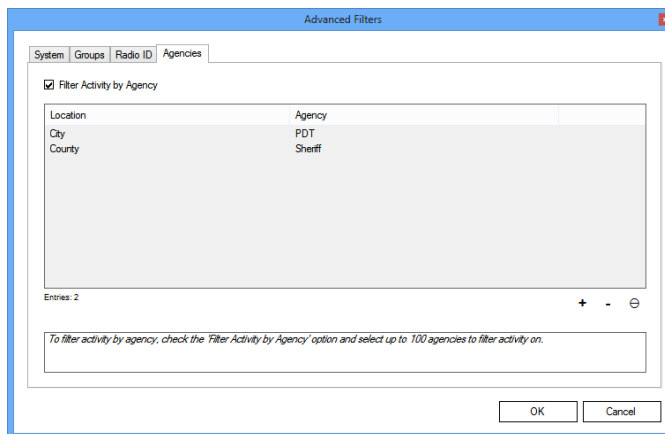 Advanced Filters
System Groups Radio ID Agencies
Filter Activity by Agency
Location Agency
City PDT
County Sheriff
Entries: 2
+ - ⊖
To filter activity by agency, check the 'Filter Activity by Agency' option and select up to 100 agencies to filter activity on.
OK Cancel